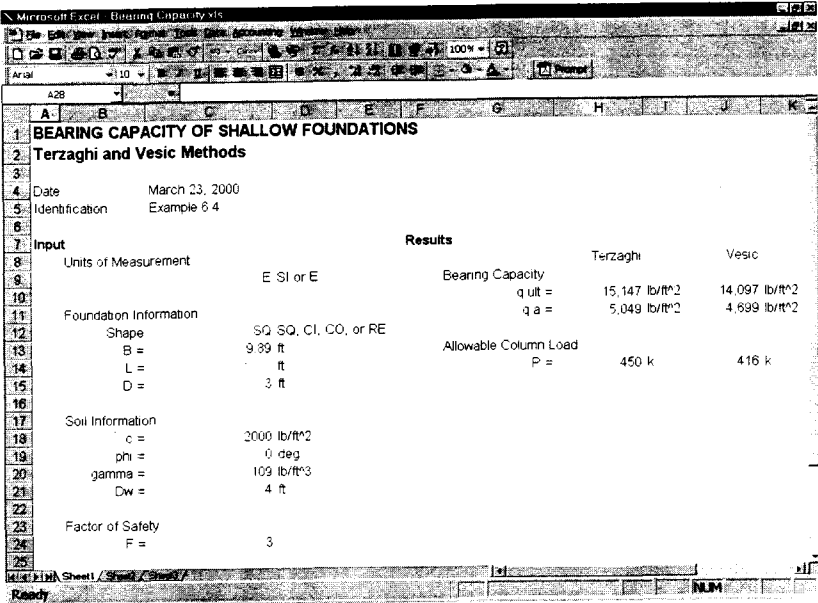 Microsoft Excel - Bearing Capacity.xls
File Edit View Insert Format Tools Data Accounting Window Help
100%
Arial 10 B I U Prompt
A28 =
A B C D E F G H I J K
1 BEARING CAPACITY OF SHALLOW FOUNDATIONS
2 Terzaghi and Vesic Methods
3
4 Date March 23, 2000
5 Identification Example 6.4
6
7 Input Results
8 Units of Measurement Terzaghi Vesic
9 E SI or E Bearing Capacity
10 q ult = 15,147 lb/ft^2 14,097 lb/ft^2
11 Foundation Information q a = 5,049 lb/ft^2 4,699 lb/ft^2
12 Shape SQ SQ, CI, CO, or RE
13 B = 9.89 ft Allowable Column Load
14 L = ft P = 450 k 416 k
15 D = 3 ft
16
17 Soil Information
18 c = 2000 lb/ft^2
19 phi = 0 deg
20 gamma = 109 lb/ft^3
21 Dw = 4 ft
22
23 Factor of Safety
24 F = 3
25
Sheet1 / Sheet2 / Sheet3 /
Ready NUM